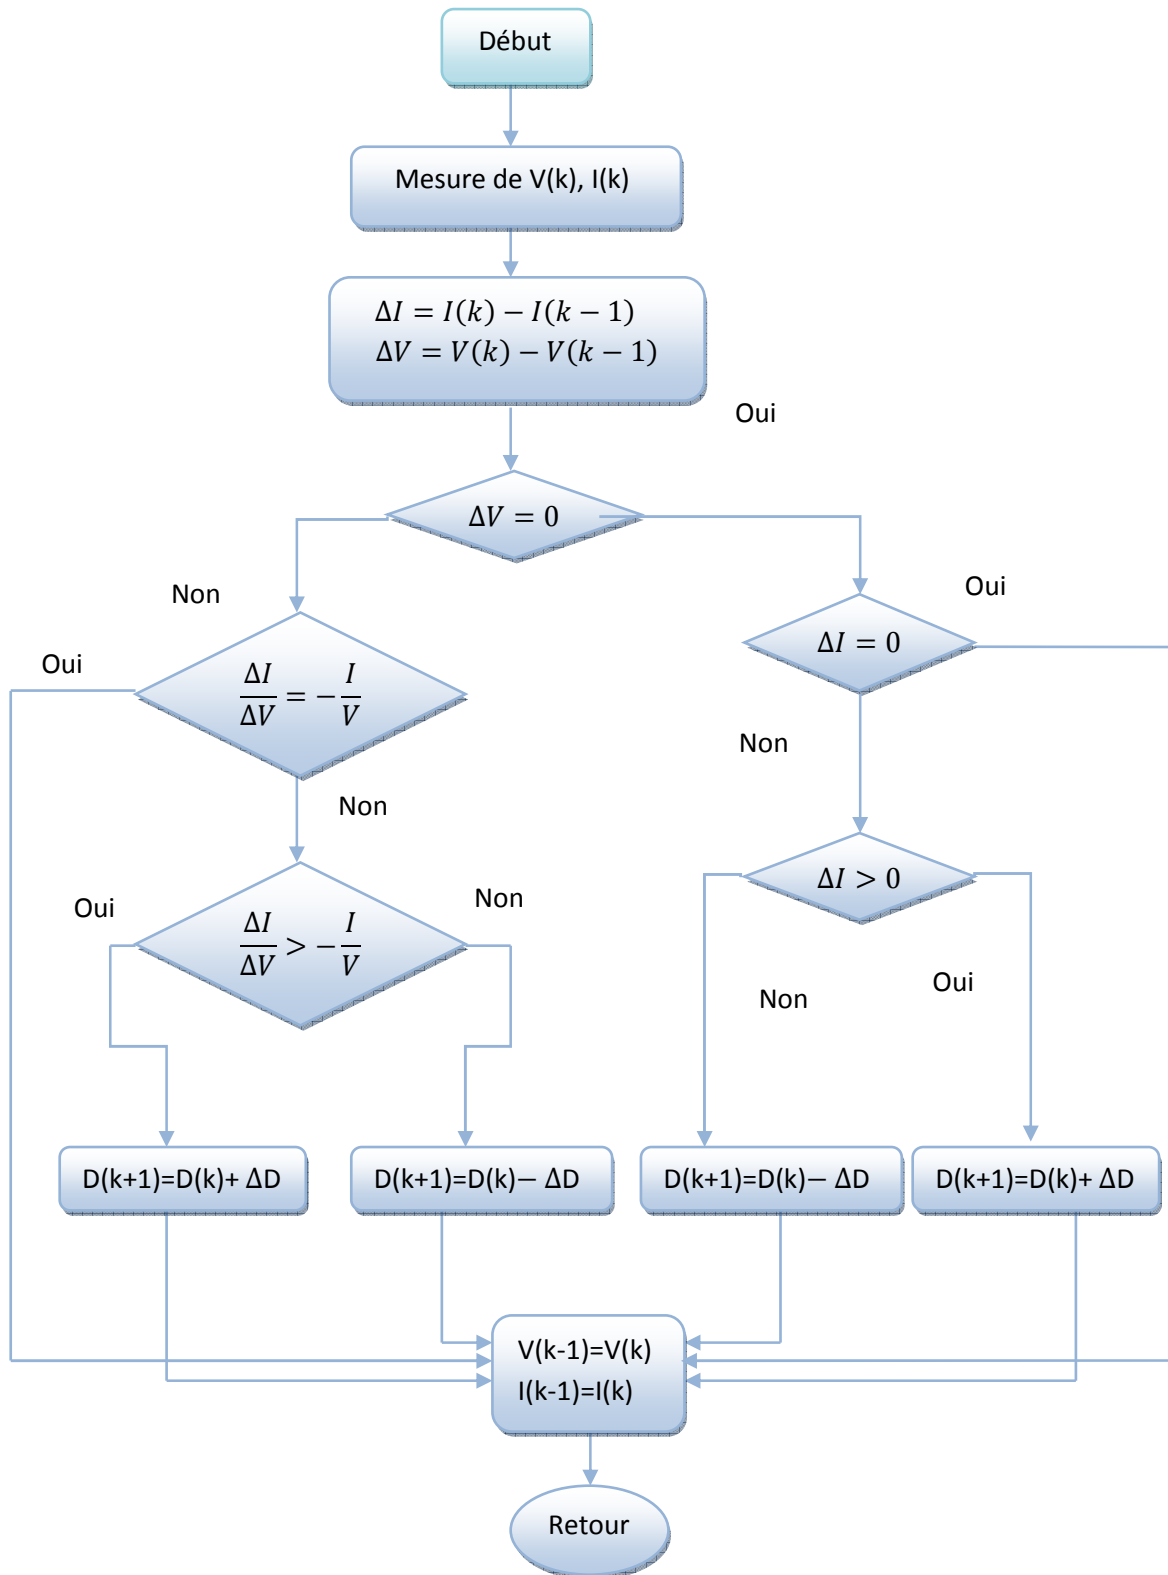 Début
Mesure de V(k), I(k)
ΔI = I(k) − I(k − 1)
ΔV = V(k) − V(k − 1)
Oui
ΔV = 0
Non
Oui
Oui
ΔI = 0
ΔI/ΔV = −I/V
Non
Non
Oui
Non
ΔI > 0
ΔI/ΔV > −I/V
Non
Oui
D(k+1)=D(k)+ ΔD
D(k+1)=D(k)− ΔD
D(k+1)=D(k)− ΔD
D(k+1)=D(k)+ ΔD
V(k-1)=V(k)
I(k-1)=I(k)
Retour